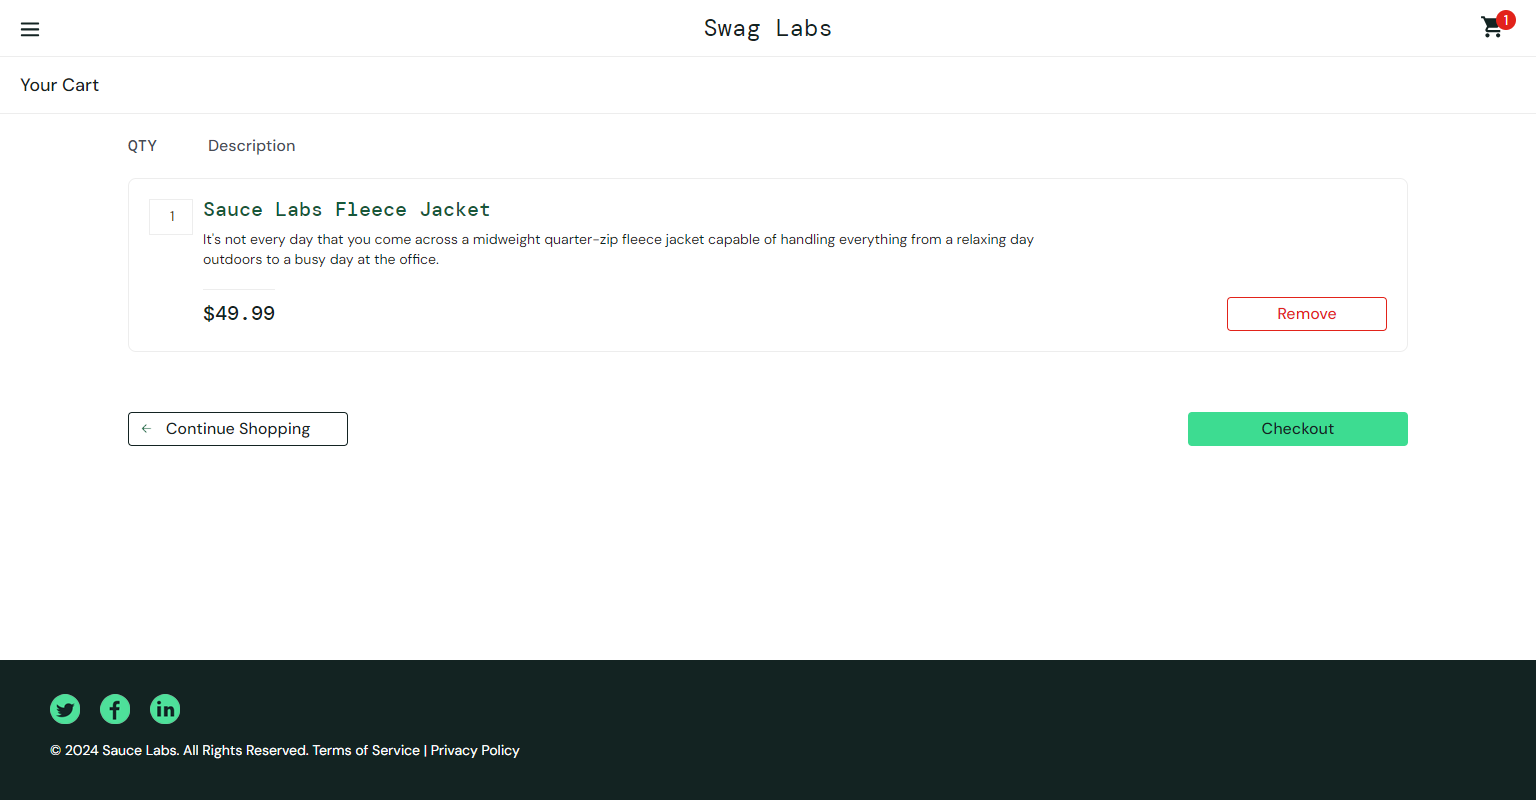 Swag Labs
1
Your Cart
QTY Description
1
Sauce Labs Fleece Jacket
It's not every day that you come across a midweight quarter-zip fleece jacket capable of handling everything from a relaxing day
outdoors to a busy day at the office.
$49.99
Remove
Continue Shopping
Checkout
© 2024 Sauce Labs. All Rights Reserved. Terms of Service | Privacy Policy